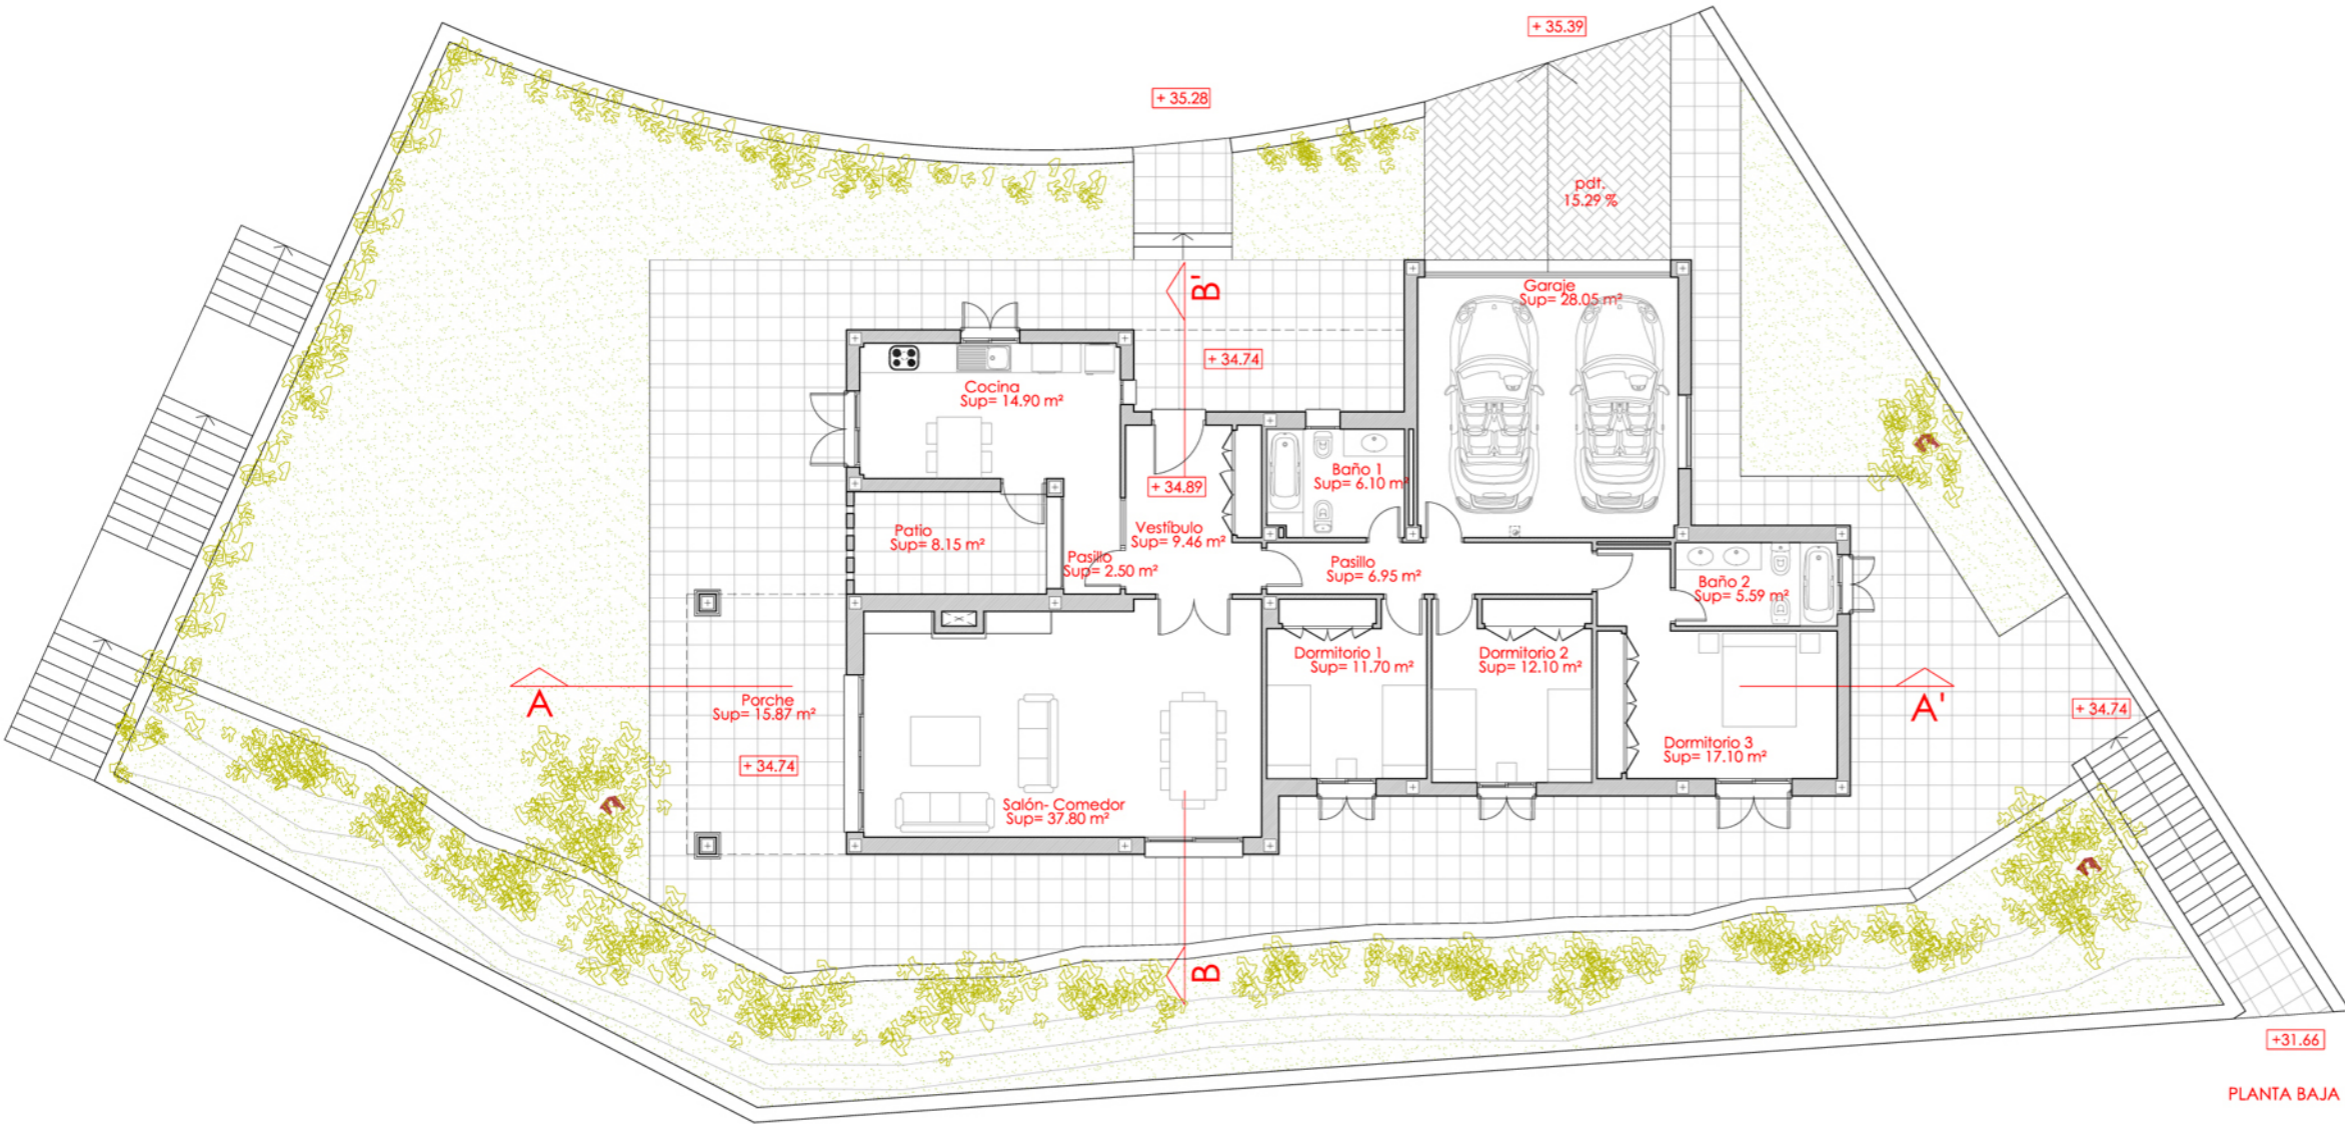 + 35.39
+ 35.28
pdt.
15.29 %
B'
Garaje
Sup= 28.05 m²
+ 34.74
Cocina
Sup= 14.90 m²
Baño 1
Sup= 6.10 m²
+ 34.89
Vestíbulo
Sup= 9.46 m²
Patio
Sup= 8.15 m²
Pasillo
Sup= 2.50 m²
Pasillo
Sup= 6.95 m²
Baño 2
Sup= 5.59 m²
Dormitorio 1
Sup= 11.70 m²
Dormitorio 2
Sup= 12.10 m²
A
Porche
Sup= 15.87 m²
A'
+ 34.74
Dormitorio 3
Sup= 17.10 m²
+ 34.74
Salón- Comedor
Sup= 37.80 m²
B
+31.66
PLANTA BAJA